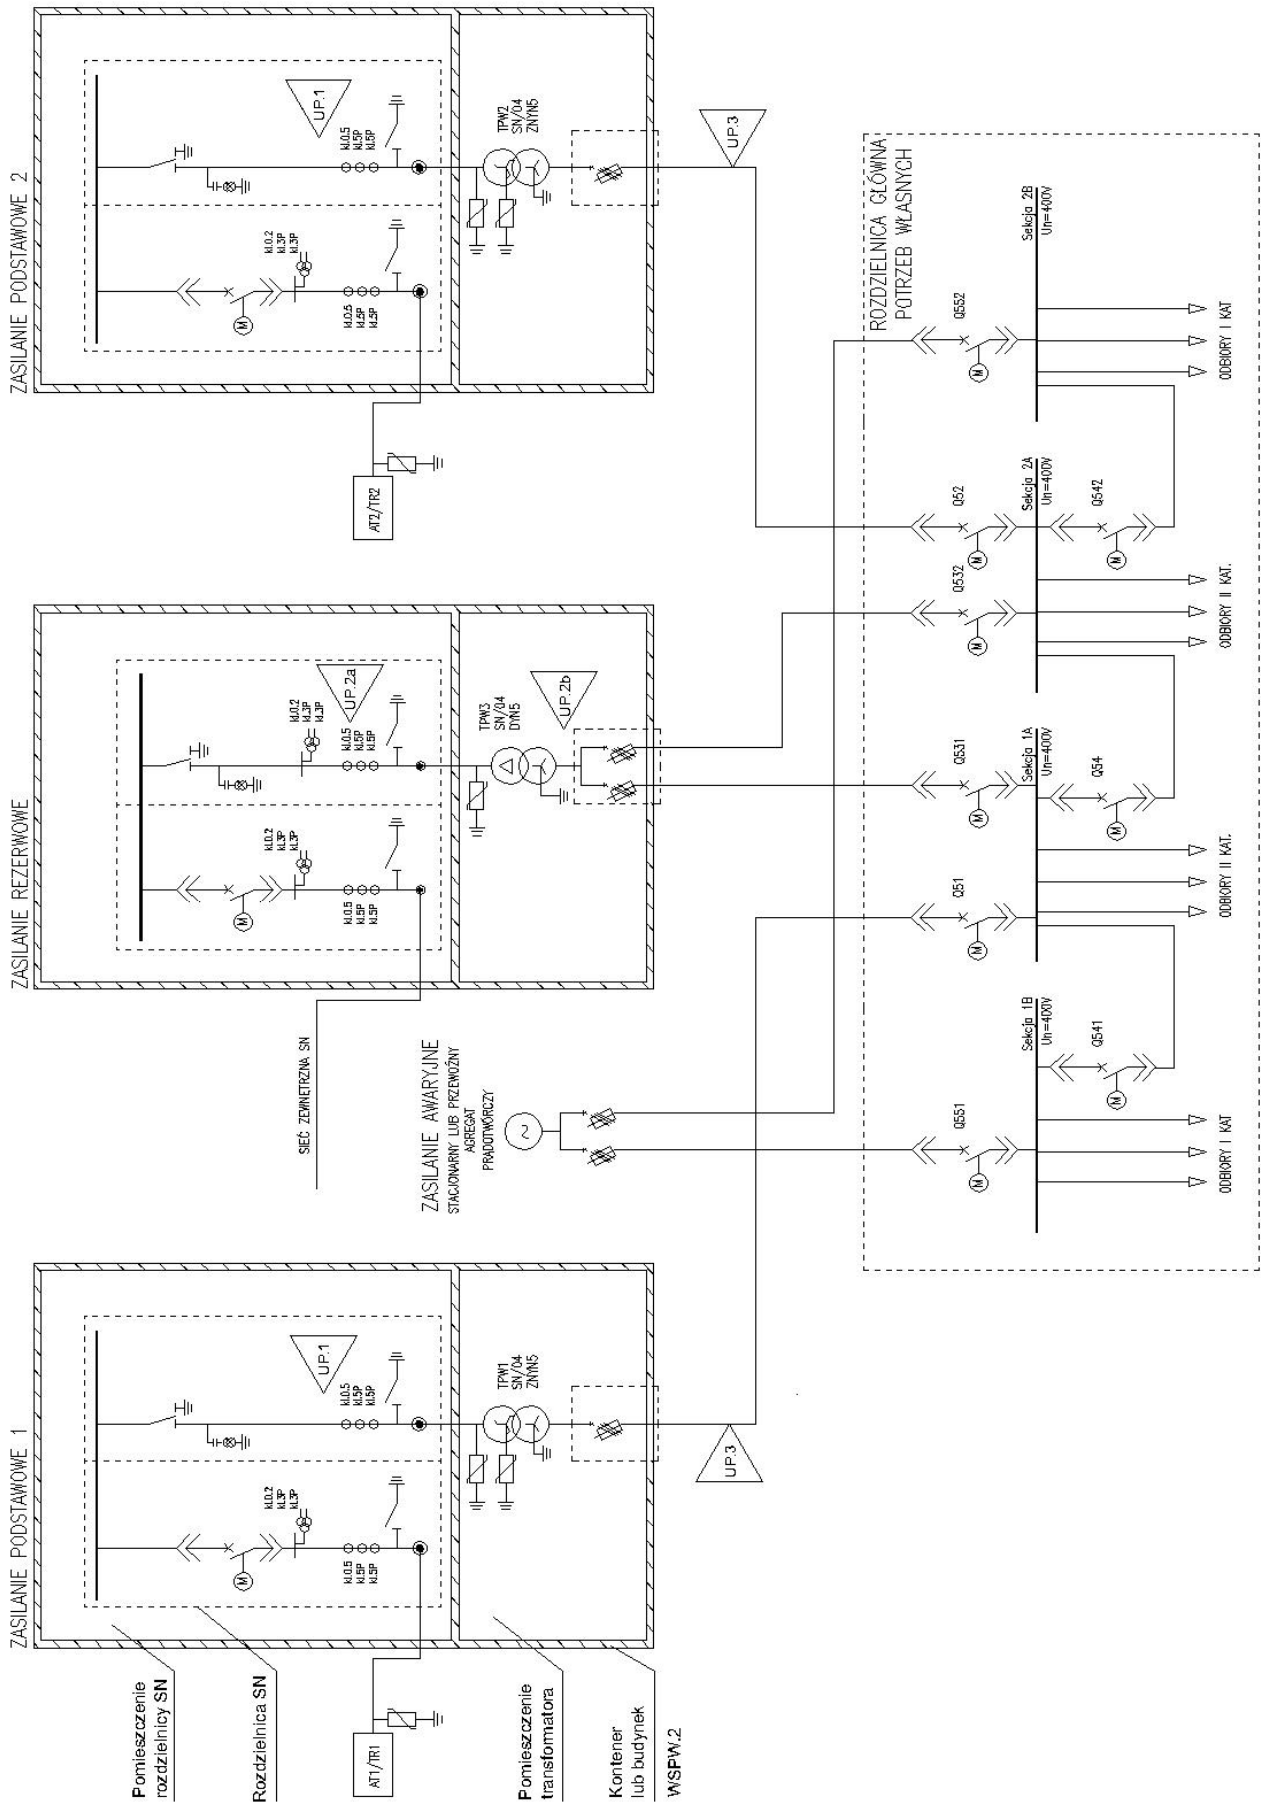 ZASILANIE PODSTAWOWE 1
Pomieszczenie
rozdzielnicy SN
Rozdzielnica SN
AT1/TR1
Pomieszczenie
transformatora
Kontener
lub budynek
WSPW.2
M
kl.0.2
kl.3P
kl.3P
kl.0.5
kl.5P
kl.5P
UP.1
kl.0.5
kl.5P
kl.5P
TPW1
SN/04
ZNYN5
UP.3
ZASILANIE REZERWOWE
SIEĆ ZEWNĘTRZNA SN
M
kl.0.2
kl.3P
kl.3P
kl.0.5
kl.5P
kl.5P
kl.0.2
kl.3P
kl.3P
UP.2a
kl.0.5
kl.5P
kl.5P
TPW3
SN/04
DYN5
UP.2b
ZASILANIE AWARYJNE
STACJONARNY LUB PRZEWOŹNY
AGREGAT
PRĄDOTWÓRCZY
~
ZASILANIE PODSTAWOWE 2
AT2/TR2
M
kl.0.2
kl.3P
kl.3P
kl.0.5
kl.5P
kl.5P
UP.1
kl.0.5
kl.5P
kl.5P
TPW2
SN/04
ZNYN5
UP.3
ROZDZIELNICA GŁÓWNA
POTRZEB WŁASNYCH
Q551
M
Q51
M
Q531
M
Q532
M
Q52
M
Q552
M
Sekcja 1B
Un=400V
Sekcja 1A
Un=400V
Sekcja 2A
Un=400V
Sekcja 2B
Un=400V
Q541
M
Q54
M
Q542
M
ODBIORY I KAT
ODBIORY II KAT.
ODBIORY II KAT.
ODBIORY I KAT